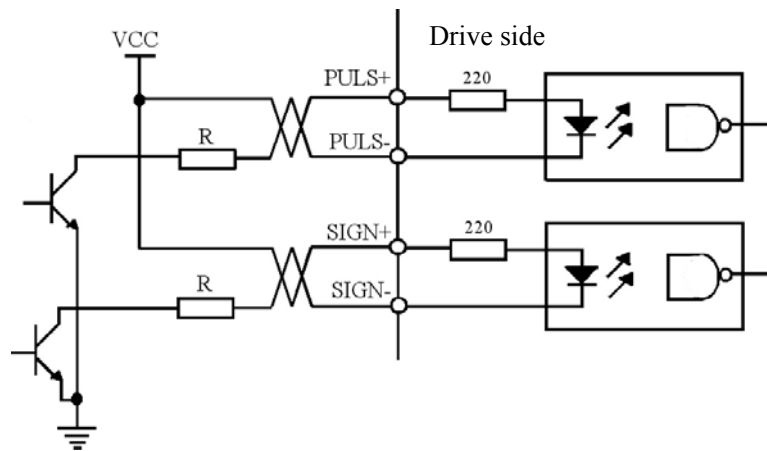 Drive side
VCC
PULS+
220
R
PULS-
SIGN+
220
R
SIGN-